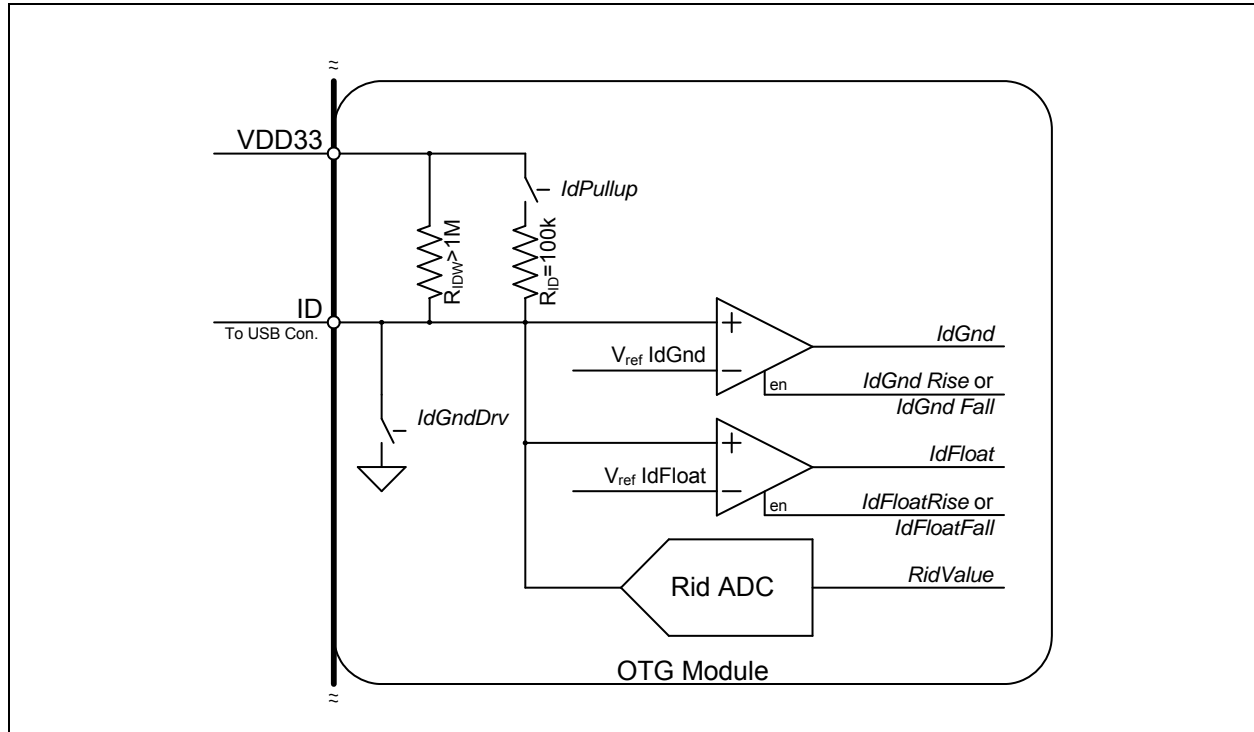 ≈
VDD33
IdPullup
RIDW>1M
RID=100k
ID
To USB Con.
+
Vref IdGnd
−
IdGnd
en
IdGnd Rise or
IdGnd Fall
IdGndDrv
+
Vref IdFloat
−
IdFloat
en
IdFloatRise or
IdFloatFall
Rid ADC
RidValue
OTG Module
≈